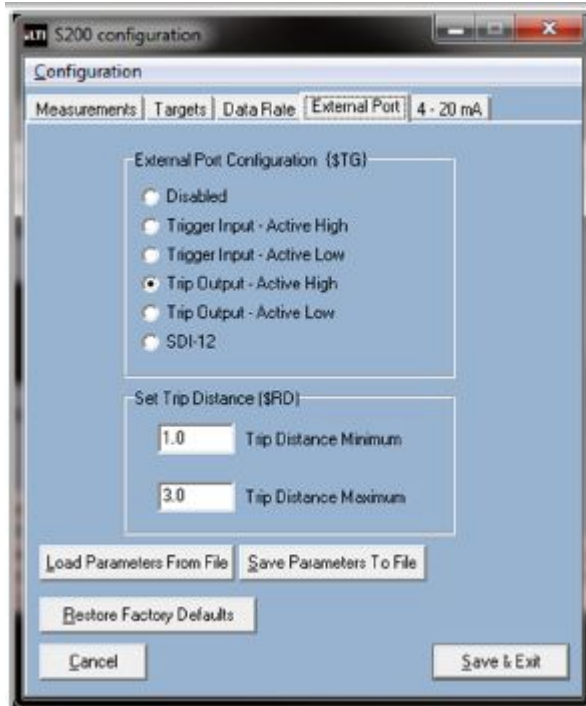 LTI S200 configuration
Configuration
Measurements Targets Data Rate External Port 4 - 20 mA
External Port Configuration ($TG)
Disabled
Trigger Input - Active High
Trigger Input - Active Low
Trip Output - Active High
Trip Output - Active Low
SDI-12
Set Trip Distance ($RD)
1.0 Trip Distance Minimum
3.0 Trip Distance Maximum
Load Parameters From File Save Parameters To File
Restore Factory Defaults
Cancel Save & Exit